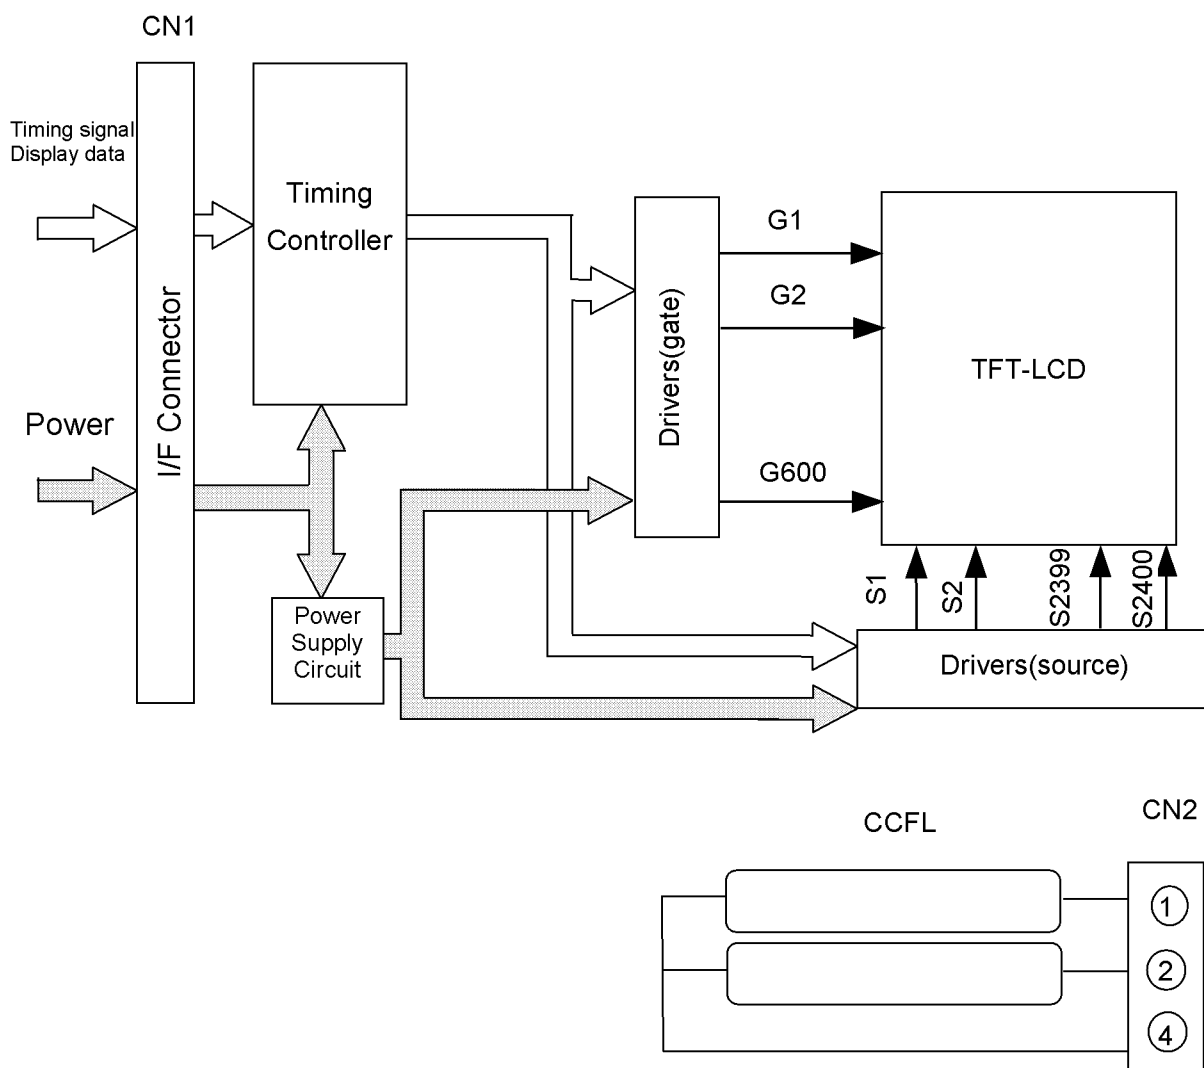 CN1
Timing signal
Display data
Power
I/F Connector
Timing
Controller
Power
Supply
Circuit
Drivers(gate)
G1
G2
G600
TFT-LCD
S1
S2
S2399
S2400
Drivers(source)
CCFL
CN2
1
2
4